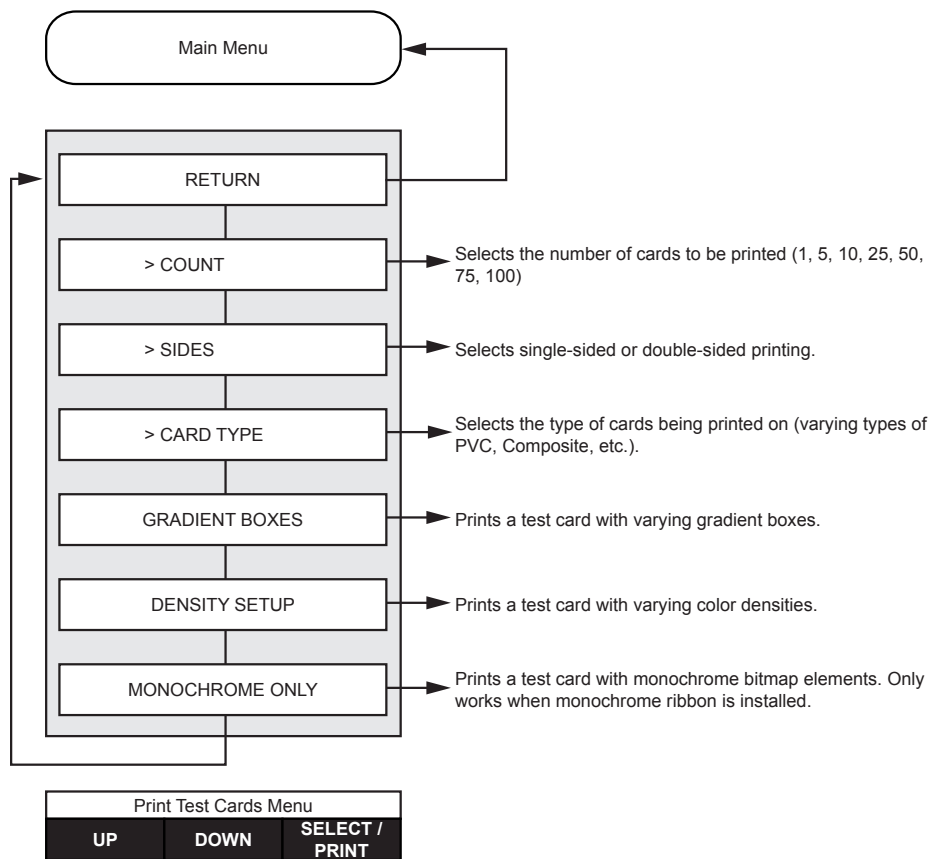 Main Menu
RETURN
> COUNT
Selects the number of cards to be printed (1, 5, 10, 25, 50,
75, 100)
> SIDES
Selects single-sided or double-sided printing.
> CARD TYPE
Selects the type of cards being printed on (varying types of
PVC, Composite, etc.).
GRADIENT BOXES
Prints a test card with varying gradient boxes.
DENSITY SETUP
Prints a test card with varying color densities.
MONOCHROME ONLY
Prints a test card with monochrome bitmap elements. Only
works when monochrome ribbon is installed.
Print Test Cards Menu
UP
DOWN
SELECT /
PRINT